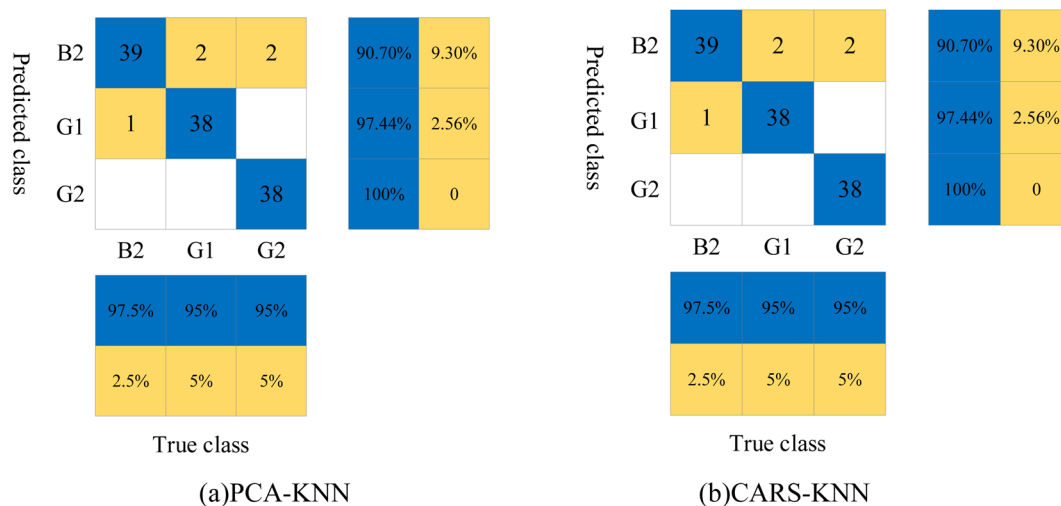 Predicted class
B2 39 2 2 90.70% 9.30%
G1 1 38 97.44% 2.56%
G2 38 100% 0
B2 G1 G2
97.5% 95% 95%
2.5% 5% 5%
True class
(a)PCA-KNN
Predicted class
B2 39 2 2 90.70% 9.30%
G1 1 38 97.44% 2.56%
G2 38 100% 0
B2 G1 G2
97.5% 95% 95%
2.5% 5% 5%
True class
(b)CARS-KNN